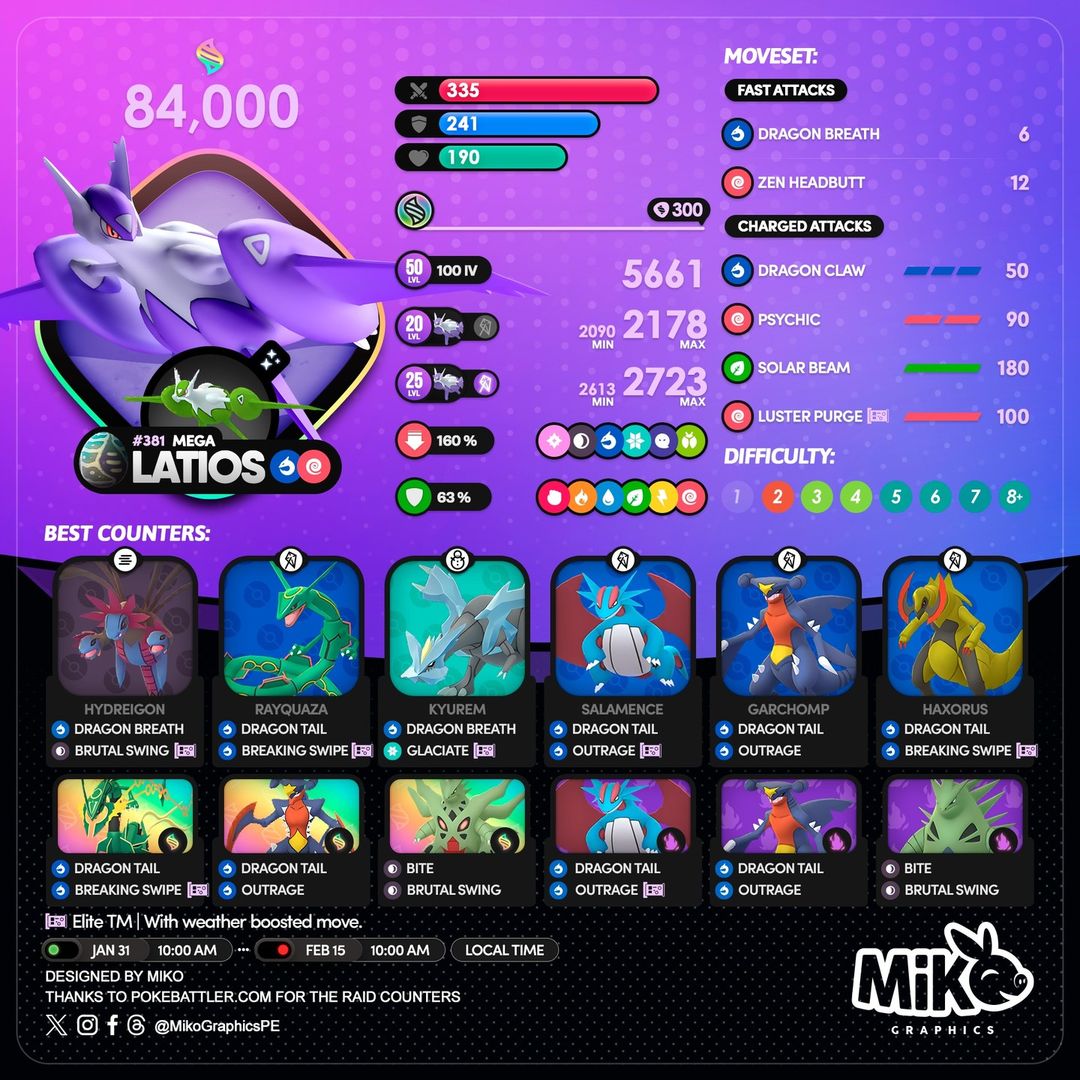 84,000
335
241
190
300
50 LVL 100 IV 5661
20 LVL 2090 MIN 2178 MAX
25 LVL 2613 MIN 2723 MAX
160 %
63 %
#381 MEGA
LATIOS
MOVESET:
FAST ATTACKS
DRAGON BREATH 6
ZEN HEADBUTT 12
CHARGED ATTACKS
DRAGON CLAW 50
PSYCHIC 90
SOLAR BEAM 180
LUSTER PURGE 100
DIFFICULTY:
1 2 3 4 5 6 7 8+
BEST COUNTERS:
HYDREIGON
DRAGON BREATH
BRUTAL SWING
RAYQUAZA
DRAGON TAIL
BREAKING SWIPE
KYUREM
DRAGON BREATH
GLACIATE
SALAMENCE
DRAGON TAIL
OUTRAGE
GARCHOMP
DRAGON TAIL
OUTRAGE
HAXORUS
DRAGON TAIL
BREAKING SWIPE
DRAGON TAIL
BREAKING SWIPE
DRAGON TAIL
OUTRAGE
BITE
BRUTAL SWING
DRAGON TAIL
OUTRAGE
DRAGON TAIL
OUTRAGE
BITE
BRUTAL SWING
Elite TM | With weather boosted move.
JAN 31 10:00 AM ••• FEB 15 10:00 AM LOCAL TIME
DESIGNED BY MIKO
THANKS TO POKEBATTLER.COM FOR THE RAID COUNTERS
@MikoGraphicsPE
MiKO
GRAPHICS